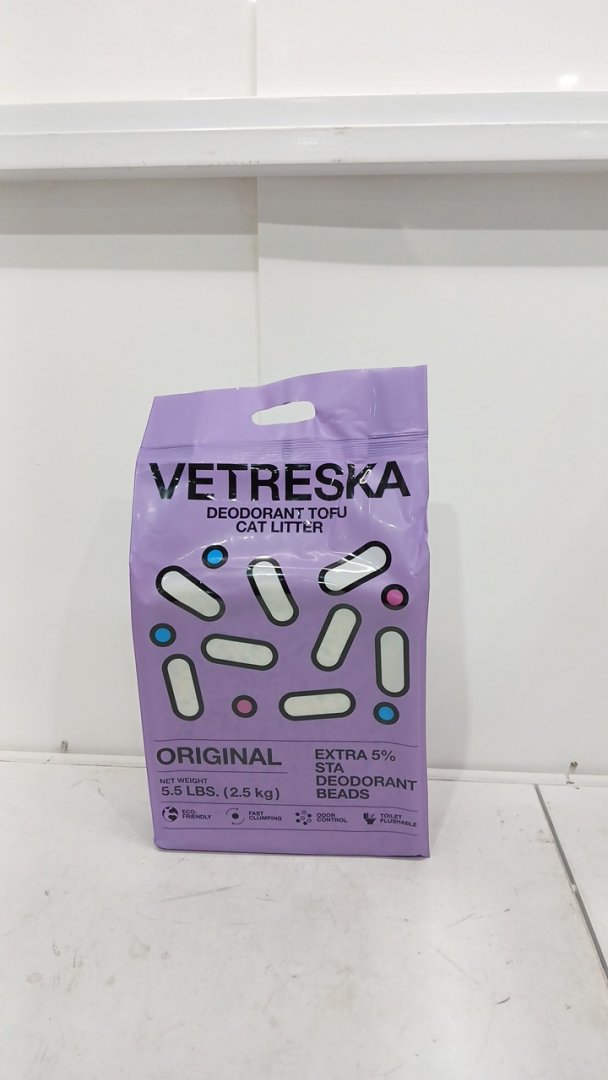 VETRESKA
DEODORANT TOFU
CAT LITTER
ORIGINAL
NET WEIGHT
5.5 LBS. (2.5 kg)
EXTRA 5%
STA
DEODORANT
BEADS
ECO-
FRIENDLY
FAST
CLUMPING
ODOR
CONTROL
TOILET
FLUSHABLE